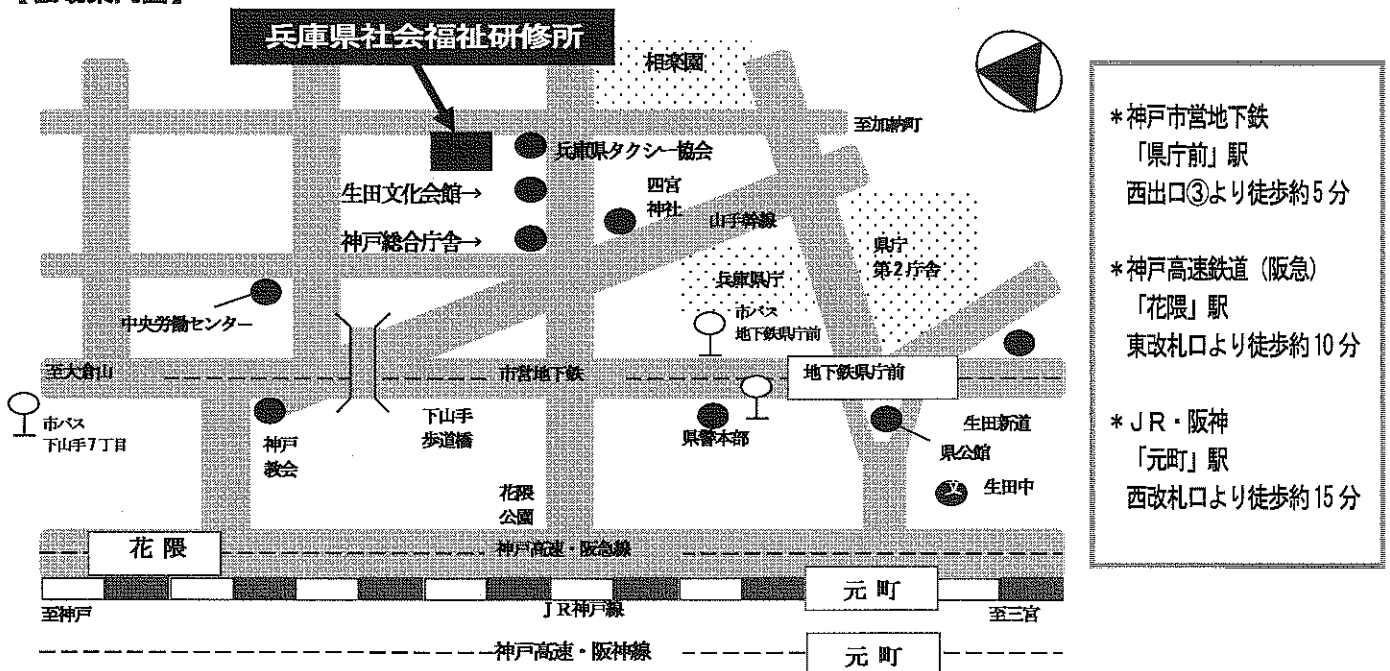 兵庫県社会福祉研修所
相楽園
至加納町
兵庫県タクシー協会
生田文化会館→
四宮
神社
山手幹線
神戸総合庁舎→
県庁
第2庁舎
兵庫県庁
市バス
地下鉄県庁前
中央労働センター
至大倉山
市営地下鉄
地下鉄県庁前
市バス
下山手7丁目
神戸
教会
下山手
歩道橋
県警本部
生田新道
県公館
生田中
花隈
公園
花隈
神戸高速・阪急線
元町
至神戸
JR神戸線
至三宮
神戸高速・阪神線
元町
*神戸市営地下鉄
「県庁前」駅
西出口③より徒歩約5分
*神戸高速鉄道（阪急）
「花隈」駅
東改札口より徒歩約10分
*JR・阪神
「元町」駅
西改札口より徒歩約15分